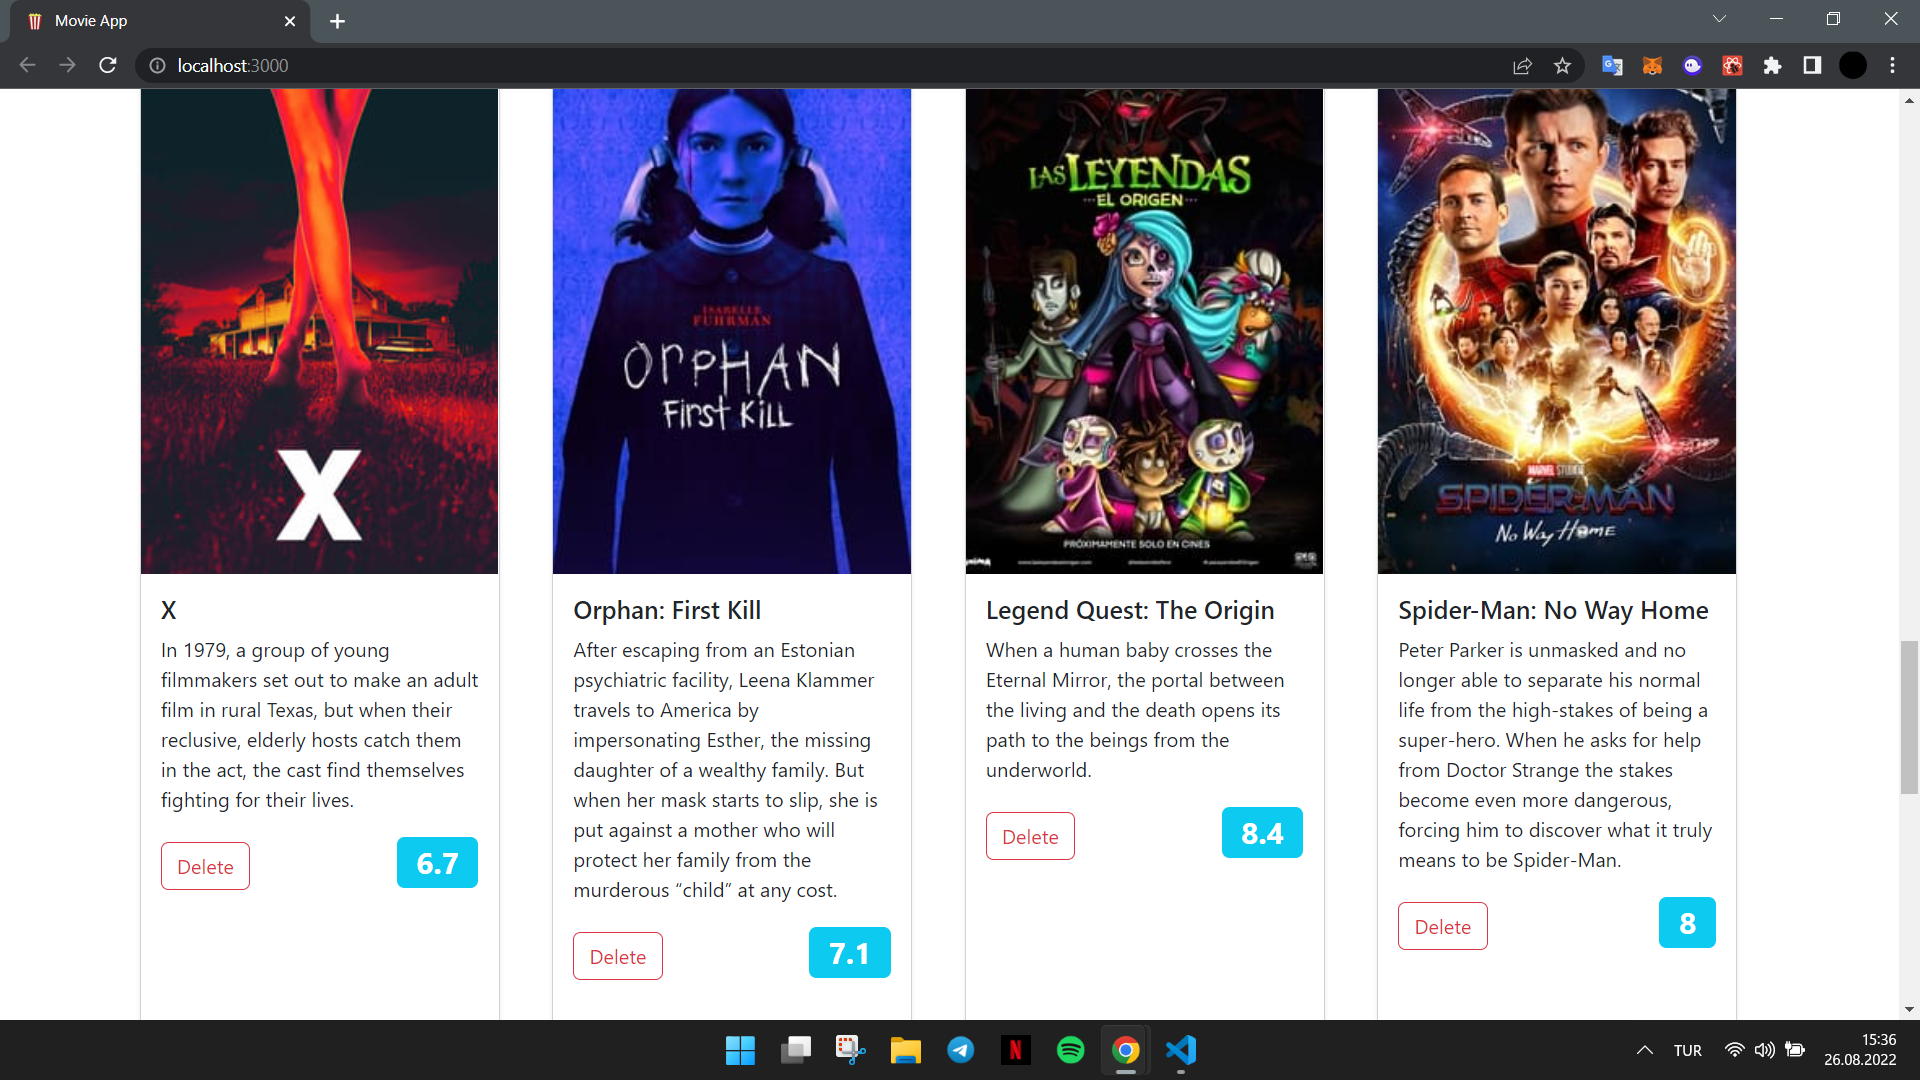 Movie App
localhost:3000
X
ISABELLE
FUHRMAN
ORPHAN
First Kill
LAS LEYENDAS
EL ORIGEN
PRÓXIMAMENTE SOLO EN CINES
MARVEL STUDIOS
SPIDER-MAN
No Way Home
X
In 1979, a group of young
filmmakers set out to make an adult
film in rural Texas, but when their
reclusive, elderly hosts catch them
in the act, the cast find themselves
fighting for their lives.
Delete
6.7
Orphan: First Kill
After escaping from an Estonian
psychiatric facility, Leena Klammer
travels to America by
impersonating Esther, the missing
daughter of a wealthy family. But
when her mask starts to slip, she is
put against a mother who will
protect her family from the
murderous “child” at any cost.
Delete
7.1
Legend Quest: The Origin
When a human baby crosses the
Eternal Mirror, the portal between
the living and the death opens its
path to the beings from the
underworld.
Delete
8.4
Spider-Man: No Way Home
Peter Parker is unmasked and no
longer able to separate his normal
life from the high-stakes of being a
super-hero. When he asks for help
from Doctor Strange the stakes
become even more dangerous,
forcing him to discover what it truly
means to be Spider-Man.
Delete
8
TUR
15:36
26.08.2022